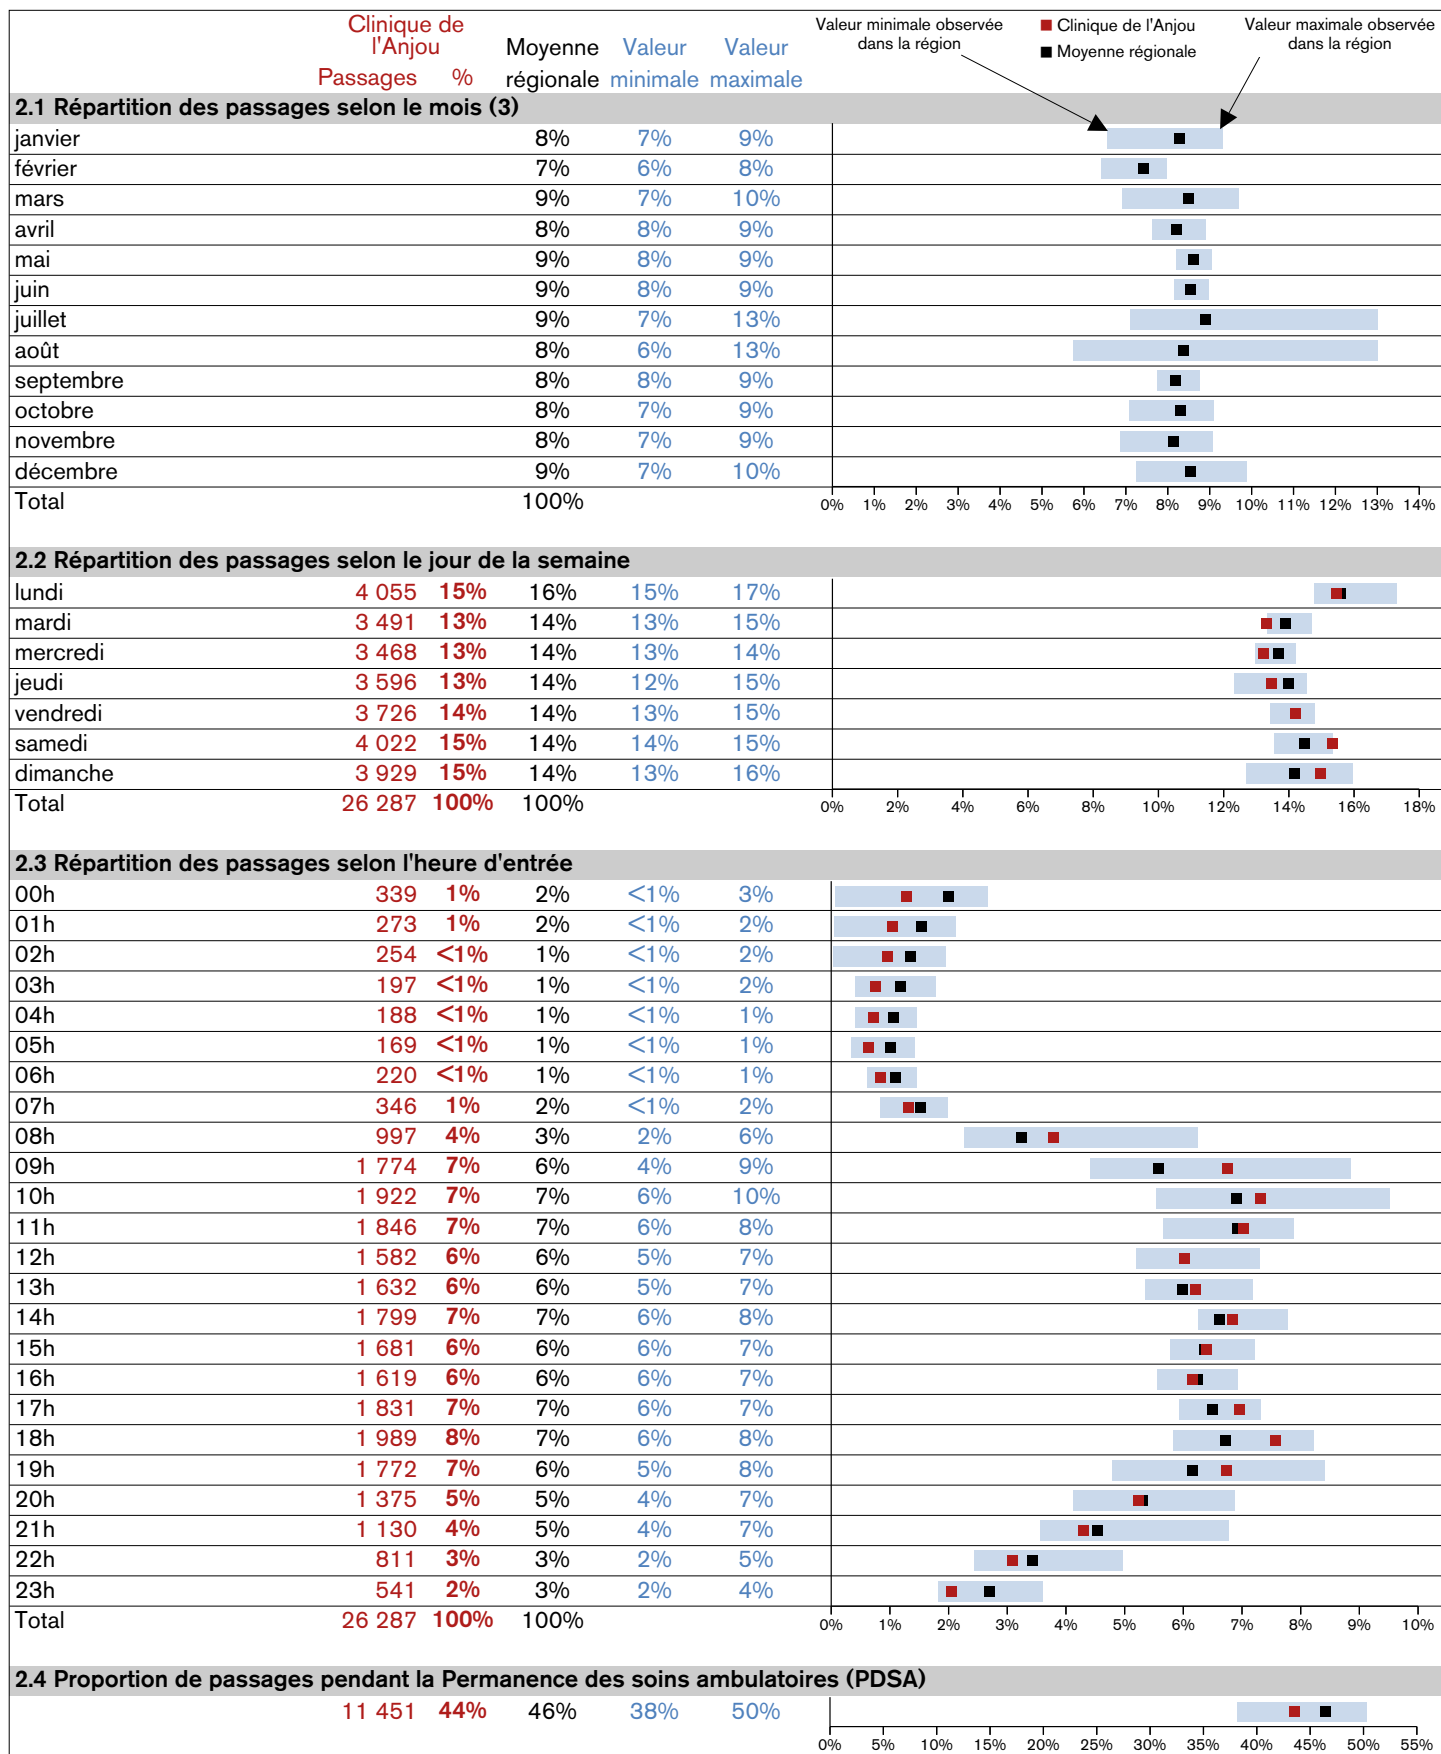 Clinique de l'Anjou
Moyenne régionale
Valeur minimale
Valeur maximale
Passages %
Valeur minimale observée dans la région
Clinique de l'Anjou
Moyenne régionale
Valeur maximale observée dans la région
2.1 Répartition des passages selon le mois (3)
janvier 8% 7% 9%
février 7% 6% 8%
mars 9% 7% 10%
avril 8% 8% 9%
mai 9% 8% 9%
juin 9% 8% 9%
juillet 9% 7% 13%
août 8% 6% 13%
septembre 8% 8% 9%
octobre 8% 7% 9%
novembre 8% 7% 9%
décembre 9% 7% 10%
Total 100%
0% 1% 2% 3% 4% 5% 6% 7% 8% 9% 10% 11% 12% 13% 14%
2.2 Répartition des passages selon le jour de la semaine
lundi 4 055 15% 16% 15% 17%
mardi 3 491 13% 14% 13% 15%
mercredi 3 468 13% 14% 13% 14%
jeudi 3 596 13% 14% 12% 15%
vendredi 3 726 14% 14% 13% 15%
samedi 4 022 15% 14% 14% 15%
dimanche 3 929 15% 14% 13% 16%
Total 26 287 100% 100%
0% 2% 4% 6% 8% 10% 12% 14% 16% 18%
2.3 Répartition des passages selon l'heure d'entrée
00h 339 1% 2% <1% 3%
01h 273 1% 2% <1% 2%
02h 254 <1% 1% <1% 2%
03h 197 <1% 1% <1% 2%
04h 188 <1% 1% <1% 1%
05h 169 <1% 1% <1% 1%
06h 220 <1% 1% <1% 1%
07h 346 1% 2% <1% 2%
08h 997 4% 3% 2% 6%
09h 1 774 7% 6% 4% 9%
10h 1 922 7% 7% 6% 10%
11h 1 846 7% 7% 6% 8%
12h 1 582 6% 6% 5% 7%
13h 1 632 6% 6% 5% 7%
14h 1 799 7% 7% 6% 8%
15h 1 681 6% 6% 6% 7%
16h 1 619 6% 6% 6% 7%
17h 1 831 7% 7% 6% 7%
18h 1 989 8% 7% 6% 8%
19h 1 772 7% 6% 5% 8%
20h 1 375 5% 5% 4% 7%
21h 1 130 4% 5% 4% 7%
22h 811 3% 3% 2% 5%
23h 541 2% 3% 2% 4%
Total 26 287 100% 100%
0% 1% 2% 3% 4% 5% 6% 7% 8% 9% 10%
2.4 Proportion de passages pendant la Permanence des soins ambulatoires (PDSA)
11 451 44% 46% 38% 50%
0% 5% 10% 15% 20% 25% 30% 35% 40% 45% 50% 55%